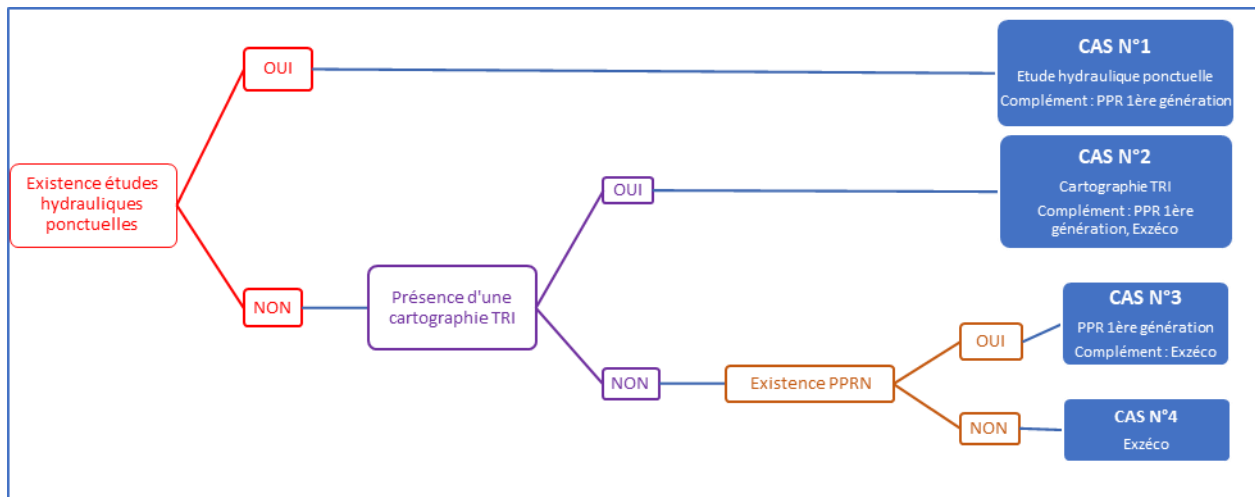 CAS N°1
OUI
Etude hydraulique ponctuelle
Complément : PPR 1ère génération
CAS N°2
Existence études
hydrauliques
ponctuelles
OUI
Cartographie TRI
Complément : PPR 1ère
génération, Exzéco
NON
Présence d'une
cartographie TRI
CAS N°3
OUI
PPR 1ère génération
Complément : Exzéco
NON
Existence PPRN
CAS N°4
NON
Exzéco